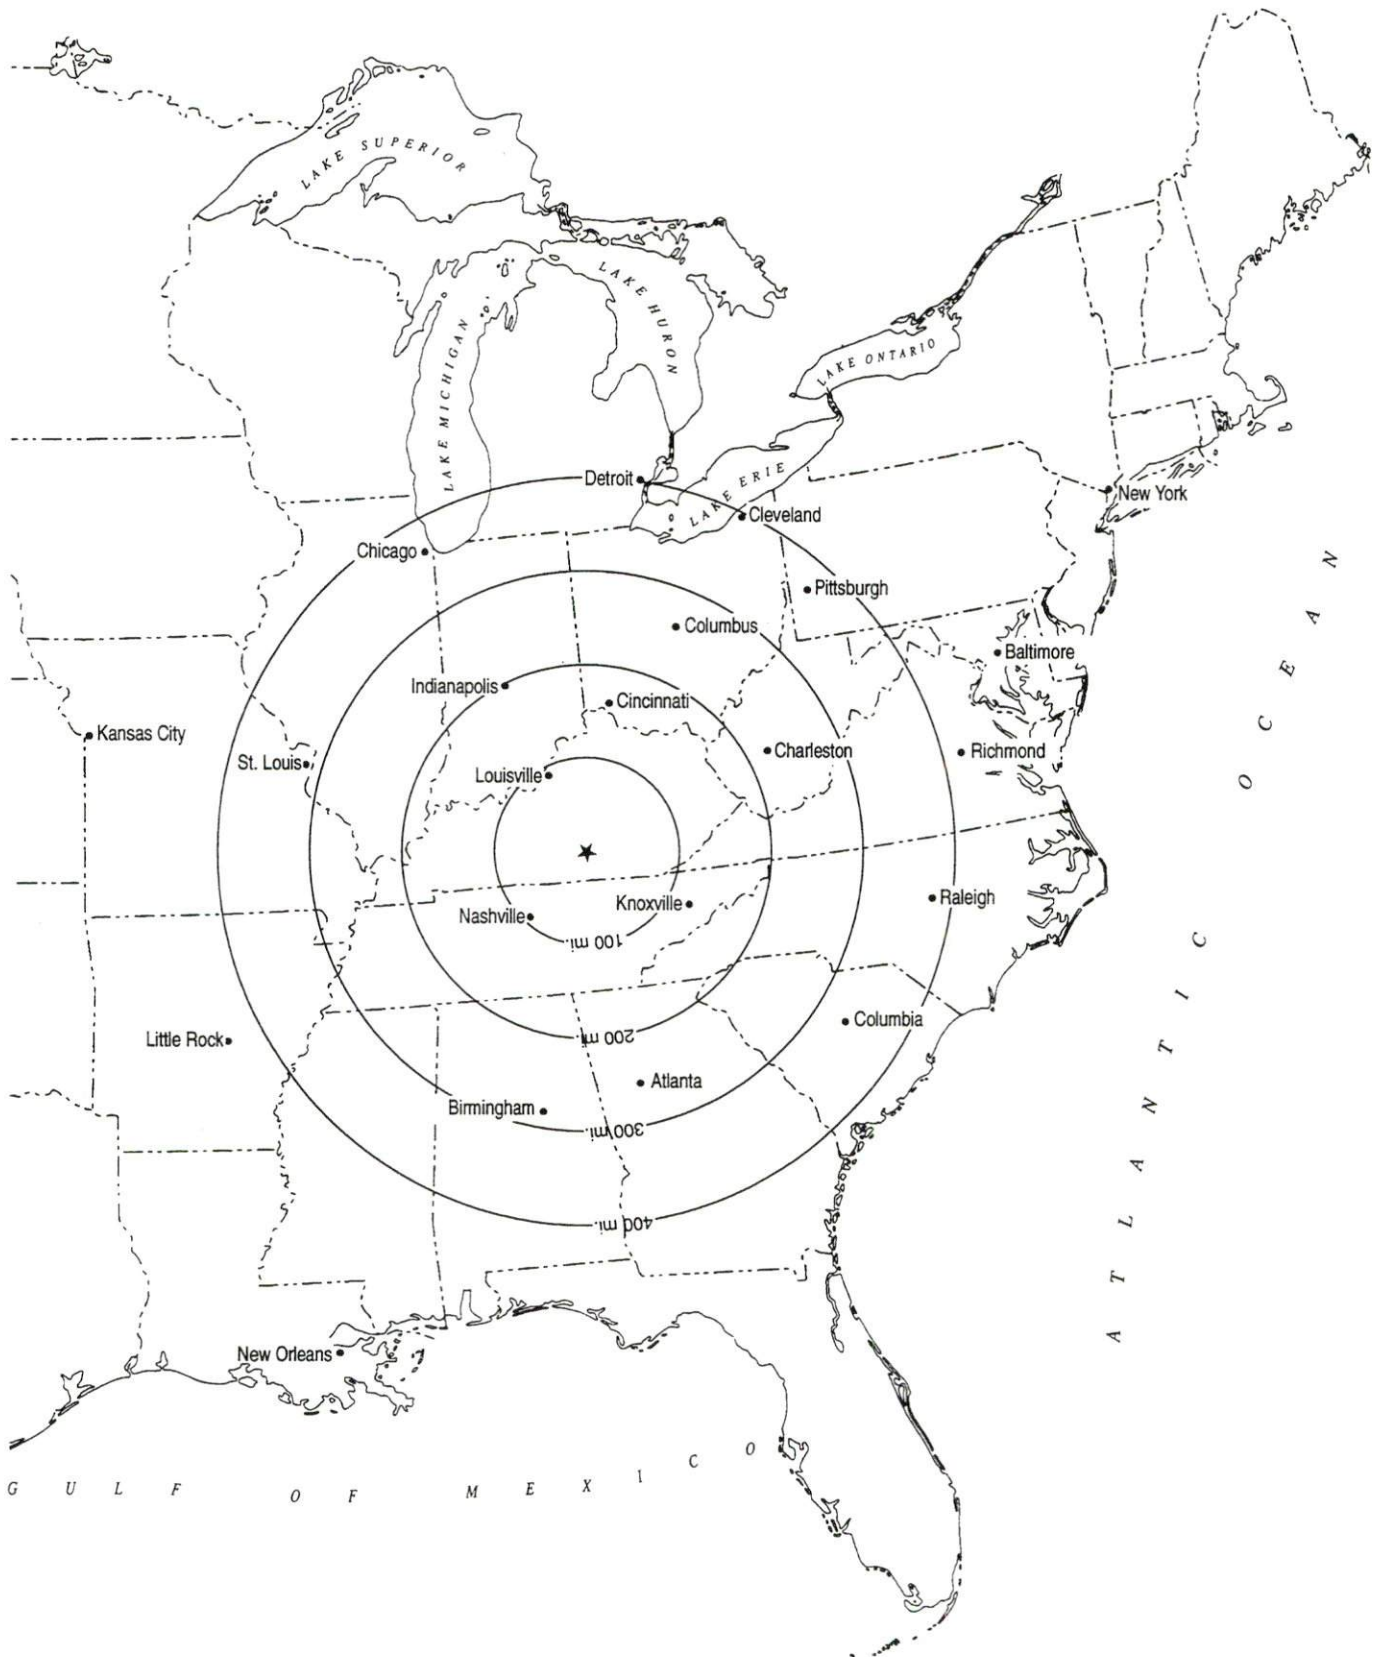 LAKE SUPERIOR
LAKE HURON
LAKE MICHIGAN
LAKE ONTARIO
LAKE ERIE
Detroit
New York
Cleveland
Chicago
Pittsburgh
Columbus
Baltimore
Indianapolis
Cincinnati
Kansas City
Charleston
Richmond
St. Louis
Louisville
Knoxville
Raleigh
Nashville
100 mi.
Columbia
200 mi.
Little Rock
Atlanta
Birmingham
300 mi.
400 mi.
New Orleans
GULF OF MEXICO
ATLANTIC OCEAN